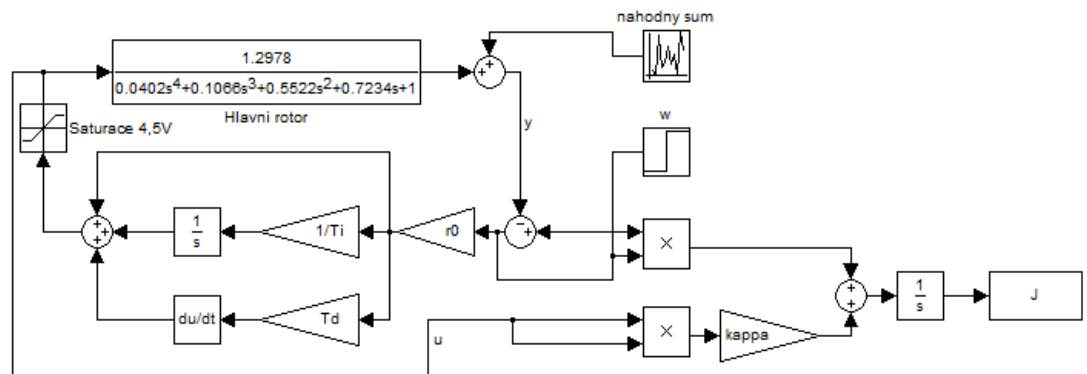 nahodny sum
1.2978
0.0402s⁴+0.1066s³+0.5522s²+0.7234s+1
Hlavní rotor
+
+
Saturace 4,5V
y
w
+
+
+
1
s
1/Ti
r0
−
+
×
du/dt
Td
u
×
kappa
+
+
1
s
J